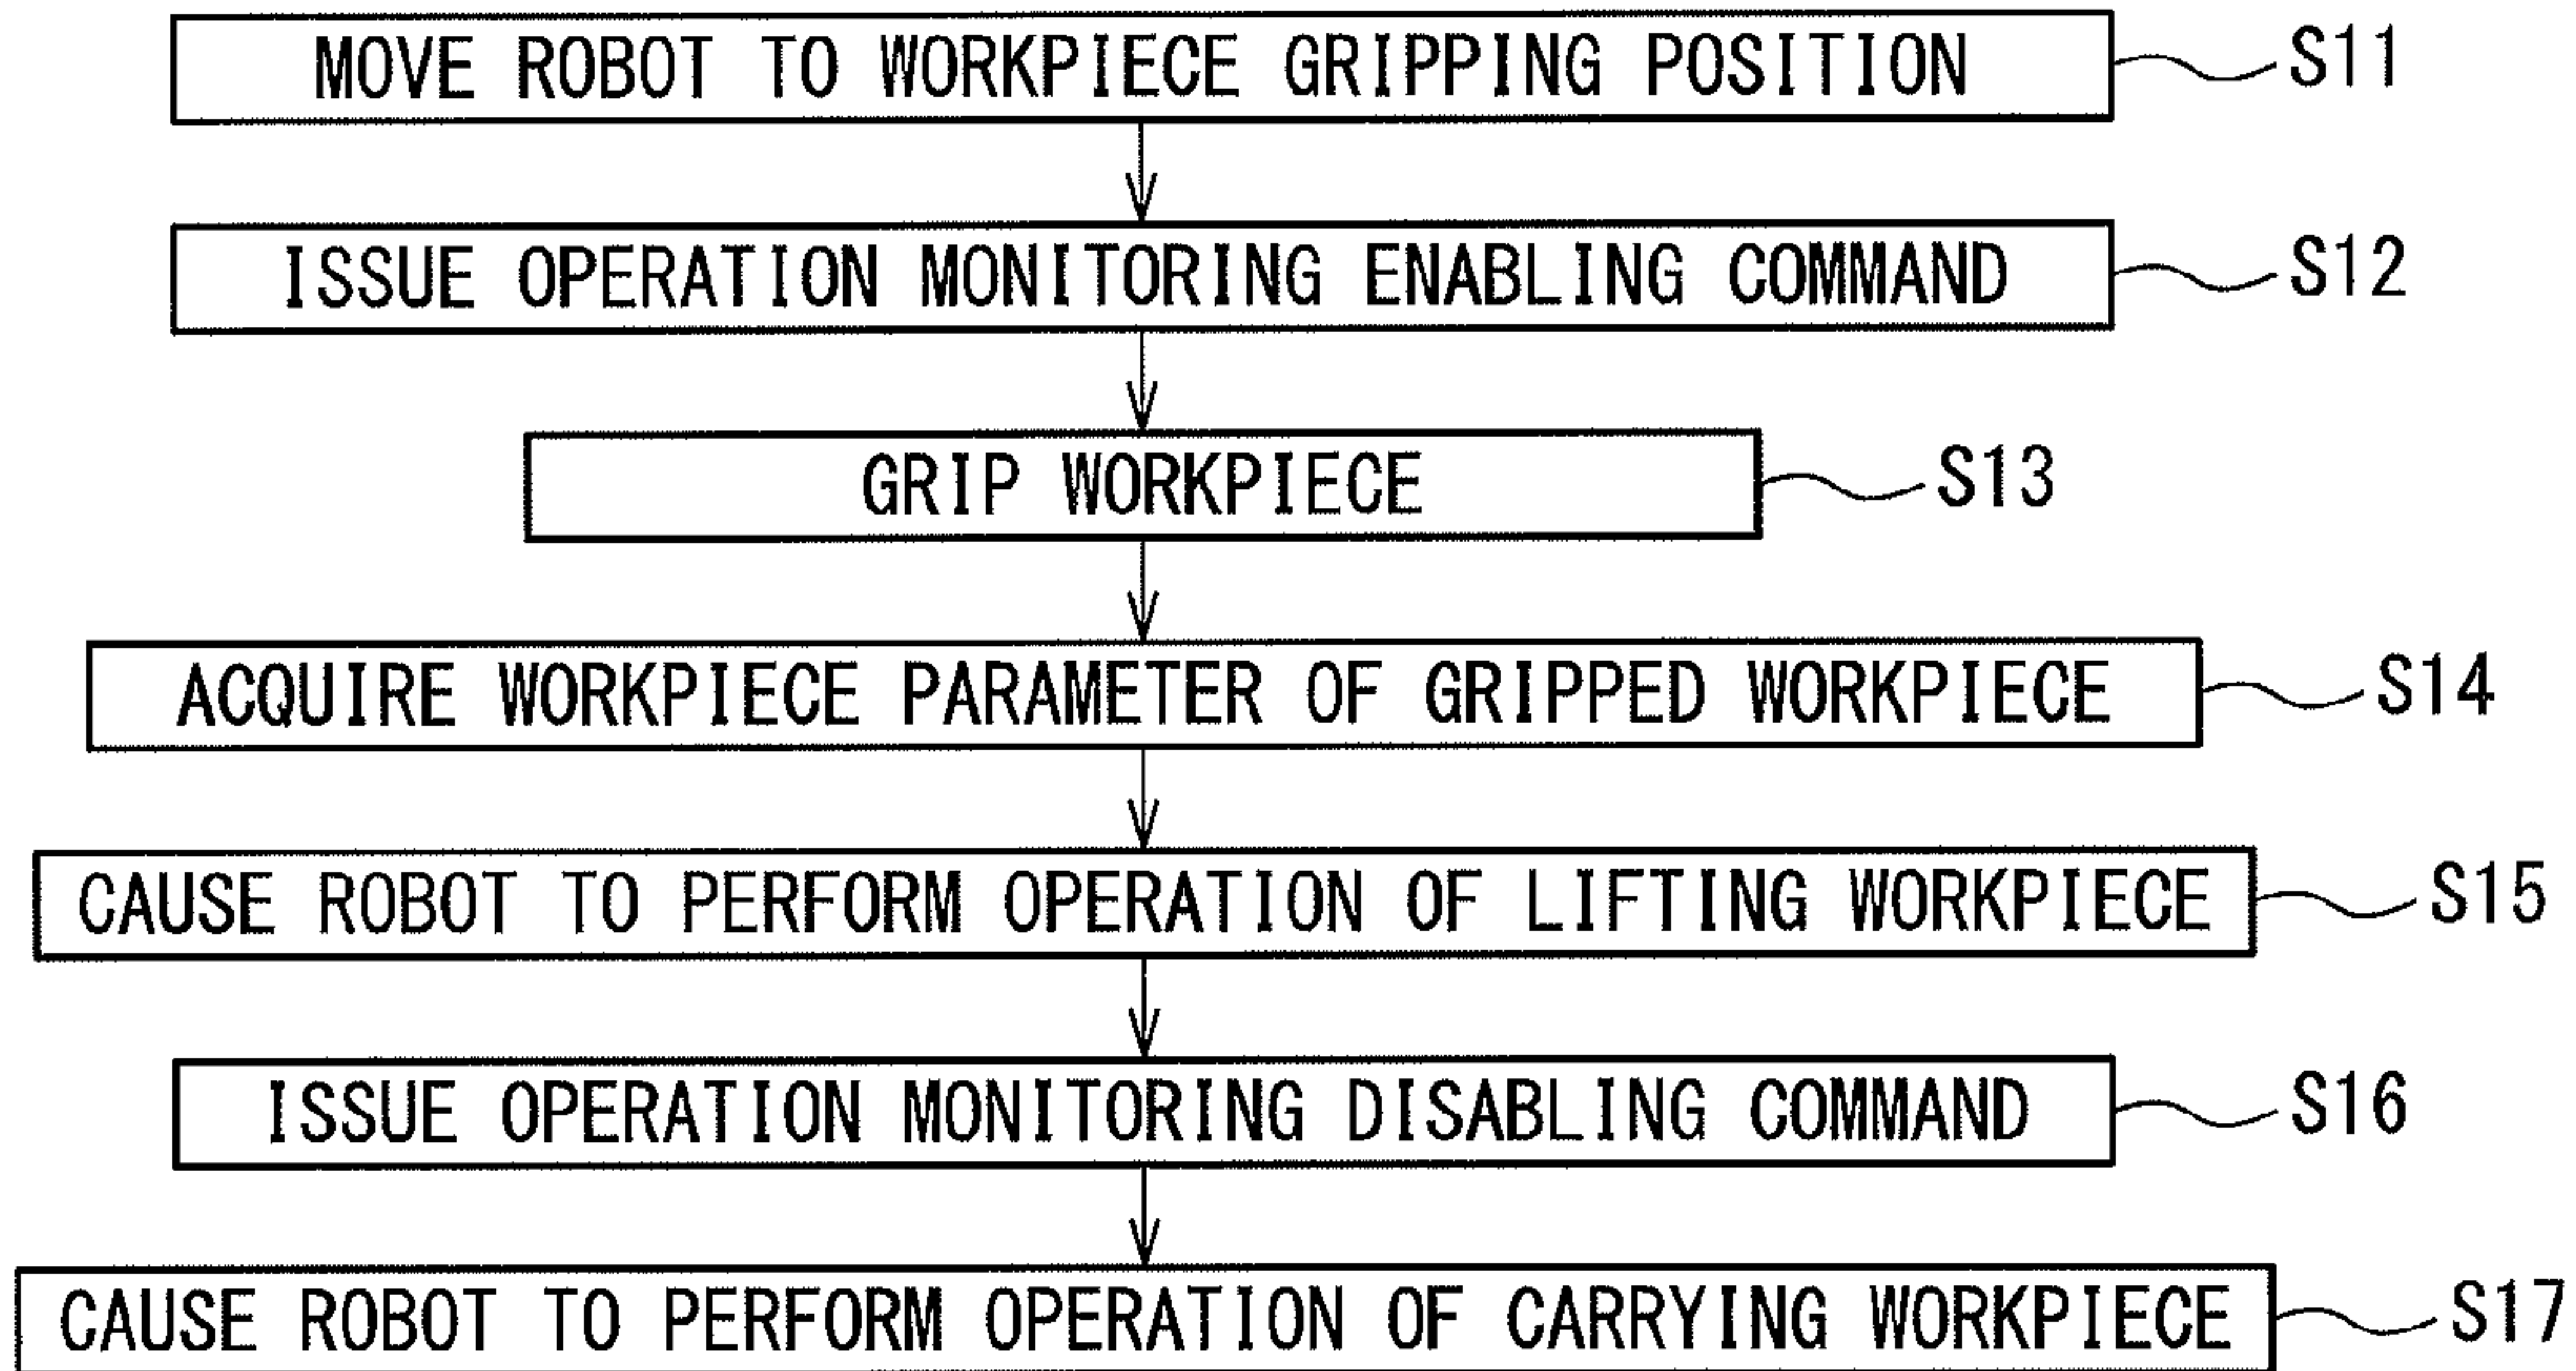 MOVE ROBOT TO WORKPIECE GRIPPING POSITION S11
ISSUE OPERATION MONITORING ENABLING COMMAND S12
GRIP WORKPIECE S13
ACQUIRE WORKPIECE PARAMETER OF GRIPPED WORKPIECE S14
CAUSE ROBOT TO PERFORM OPERATION OF LIFTING WORKPIECE S15
ISSUE OPERATION MONITORING DISABLING COMMAND S16
CAUSE ROBOT TO PERFORM OPERATION OF CARRYING WORKPIECE S17